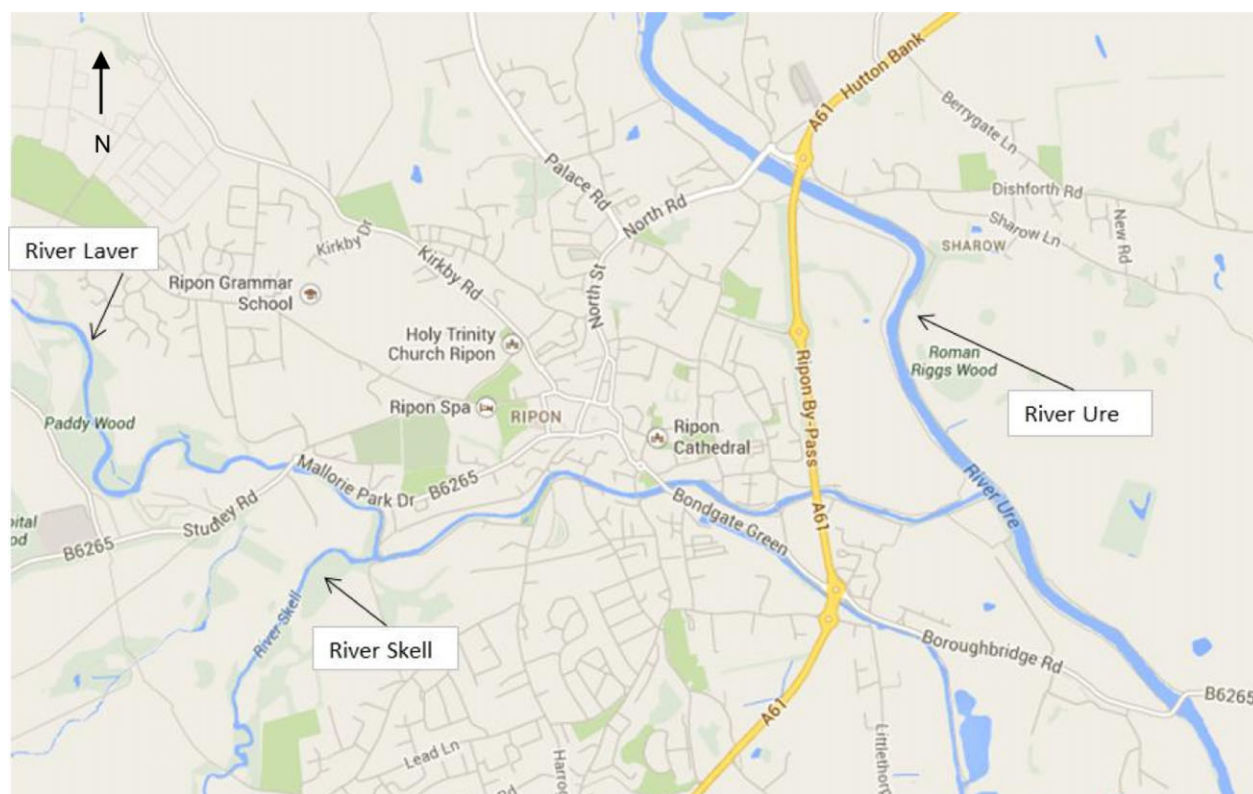 N
A61
Hutton Bank
Berrygate Ln
Palace Rd
Dishforth Rd
North Rd
Sharow Ln
New Rd
River Laver
Kirkby Dr
SHAROW
Kirkby Rd
Ripon Grammar
School
North St
Holy Trinity
Church Ripon
Roman
Riggs Wood
Ripon By-Pass
River Ure
Ripon Spa
RIPON
Paddy Wood
Ripon
Cathedral
Mallorie Park Dr
B6265
River Ure
Studley Rd
Bondgate Green
A61
B6265
River Skell
River Skell
Boroughbridge Rd
B6265
A61
Lead Ln